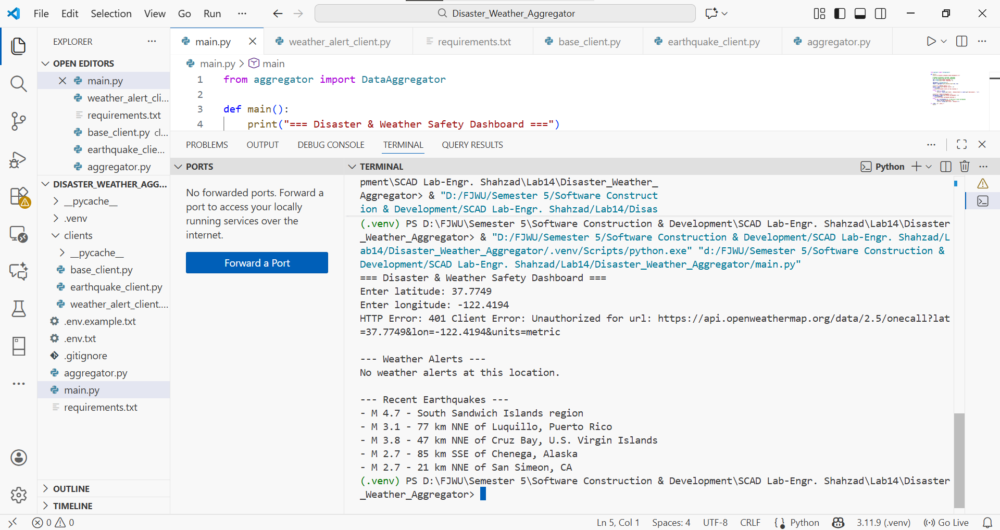 File Edit Selection View Go Run ···
Disaster_Weather_Aggregator
EXPLORER
OPEN EDITORS
main.py
weather_alert_cli...
requirements.txt
base_client.py cl...
earthquake_clie...
aggregator.py
DISASTER_WEATHER_AGG...
__pycache__
.venv
clients
__pycache__
base_client.py
earthquake_client.py
weather_alert_client....
.env.example.txt
.env.txt
.gitignore
aggregator.py
main.py
requirements.txt
OUTLINE
TIMELINE
main.py weather_alert_client.py requirements.txt base_client.py earthquake_client.py aggregator.py
main.py > main
1 from aggregator import DataAggregator
2
3 def main():
4 print("=== Disaster & Weather Safety Dashboard ===")
PROBLEMS OUTPUT DEBUG CONSOLE TERMINAL QUERY RESULTS
PORTS
No forwarded ports. Forward a
port to access your locally
running services over the
internet.
Forward a Port
TERMINAL
Python
pment\SCAD Lab-Engr. Shahzad\Lab14\Disaster_Weather_
Aggregator> & "D:/FJWU/Semester 5/Software Construct
ion & Development/SCAD Lab-Engr. Shahzad/Lab14/Disas
(.venv) PS D:\FJWU\Semester 5\Software Construction & Development\SCAD Lab-Engr. Shahzad\Lab14\Disaster
_Weather_Aggregator> & "D:/FJWU/Semester 5/Software Construction & Development/SCAD Lab-Engr. Shahzad/L
ab14/Disaster_Weather_Aggregator/.venv/Scripts/python.exe" "d:/FJWU/Semester 5/Software Construction &
Development/SCAD Lab-Engr. Shahzad/Lab14/Disaster_Weather_Aggregator/main.py"
=== Disaster & Weather Safety Dashboard ===
Enter latitude: 37.7749
Enter longitude: -122.4194
HTTP Error: 401 Client Error: Unauthorized for url: https://api.openweathermap.org/data/2.5/onecall?lat
=37.7749&lon=-122.4194&units=metric

--- Weather Alerts ---
No weather alerts at this location.

--- Recent Earthquakes ---
- M 4.7 - South Sandwich Islands region
- M 3.1 - 77 km NNE of Luquillo, Puerto Rico
- M 3.8 - 47 km NNE of Cruz Bay, U.S. Virgin Islands
- M 2.7 - 85 km SSE of Chenega, Alaska
- M 2.7 - 21 km NNE of San Simeon, CA
(.venv) PS D:\FJWU\Semester 5\Software Construction & Development\SCAD Lab-Engr. Shahzad\Lab14\Disaster
_Weather_Aggregator>
0 0 Ln 5, Col 1 Spaces: 4 UTF-8 CRLF {} Python 3.11.9 (.venv) Go Live